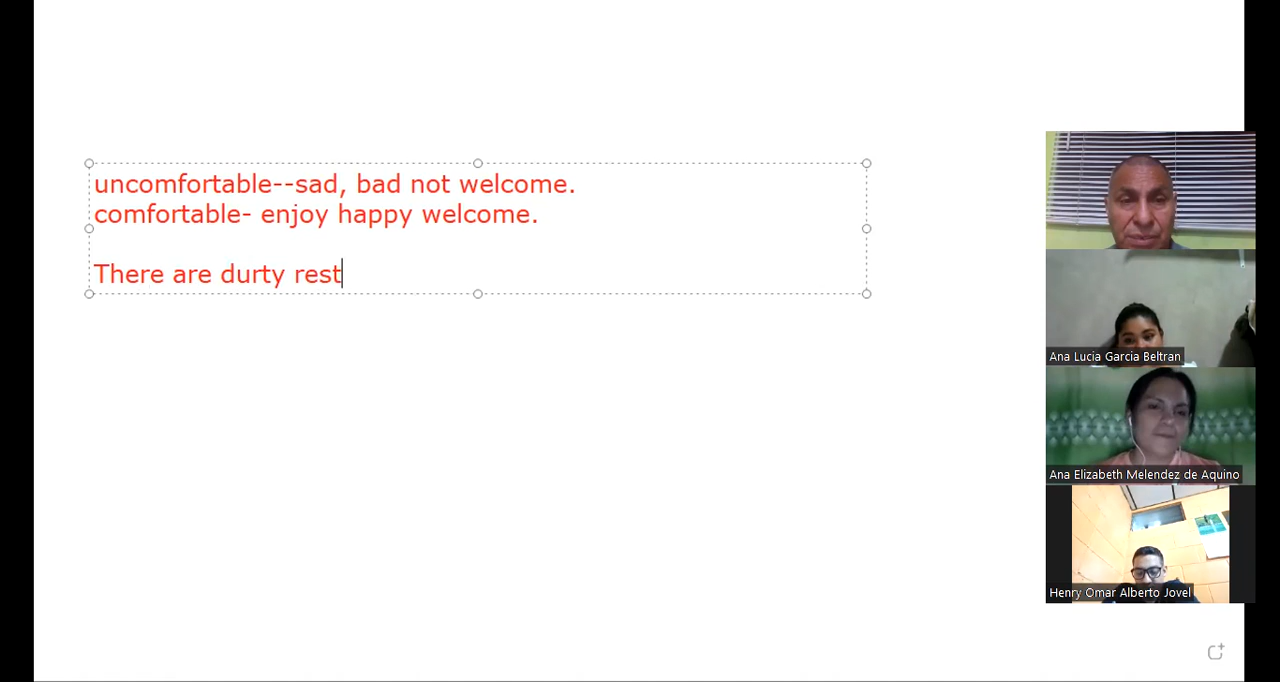 uncomfortable--sad, bad not welcome.
comfortable- enjoy happy welcome.
There are durty rest
Ana Lucia Garcia Beltran
Ana Elizabeth Melendez de Aquino
Henry Omar Alberto Jovel